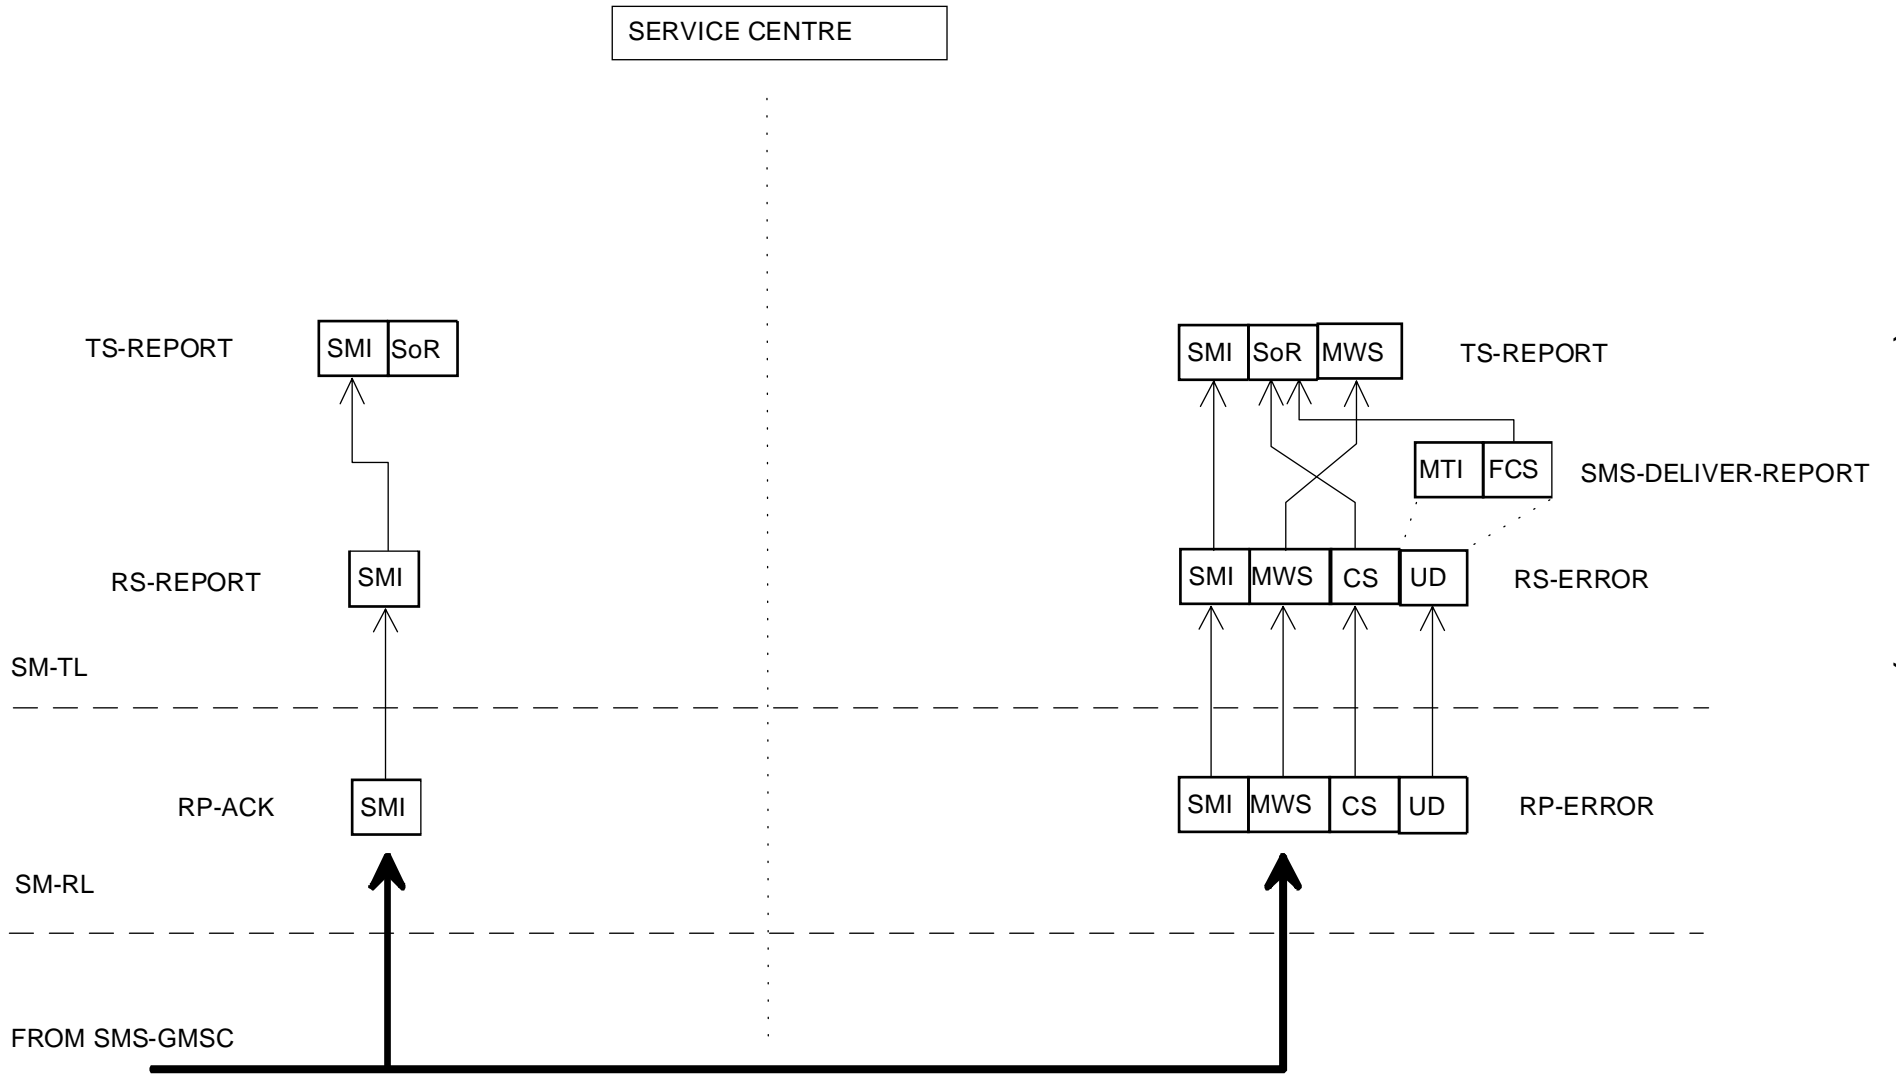 SERVICE CENTRE
TS-REPORT SMI SoR SMI SoR MWS TS-REPORT
MTI FCS SMS-DELIVER-REPORT
RS-REPORT SMI SMI MWS CS UD RS-ERROR
SM-TL
RP-ACK SMI SMI MWS CS UD RP-ERROR
SM-RL
FROM SMS-GMSC